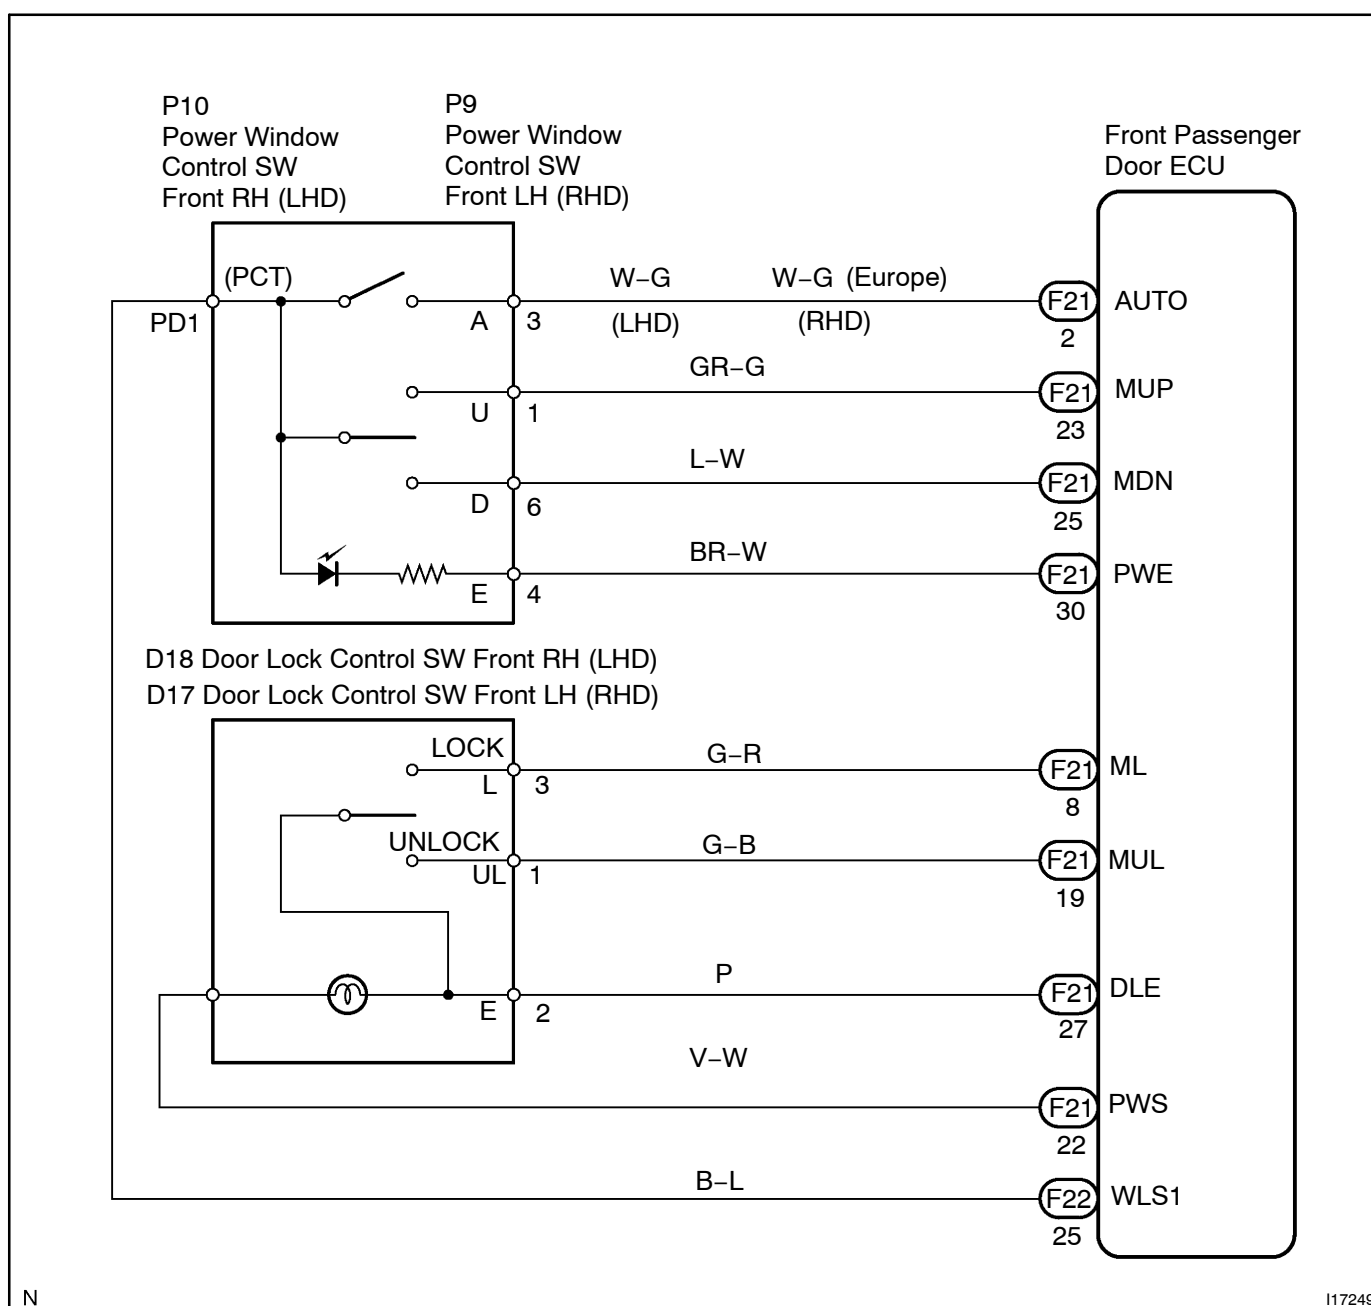 P10
Power Window
Control SW
Front RH (LHD)
P9
Power Window
Control SW
Front LH (RHD)
Front Passenger
Door ECU
(PCT)
PD1
A
3
W–G
(LHD)
W–G (Europe)
(RHD)
F21
2
AUTO
U
1
GR–G
F21
23
MUP
D
6
L–W
F21
25
MDN
E
4
BR–W
F21
30
PWE
D18 Door Lock Control SW Front RH (LHD)
D17 Door Lock Control SW Front LH (RHD)
LOCK
L
3
G–R
F21
8
ML
UNLOCK
UL
1
G–B
F21
19
MUL
E
2
P
F21
27
DLE
V–W
F21
22
PWS
B–L
F22
25
WLS1
N
I17249